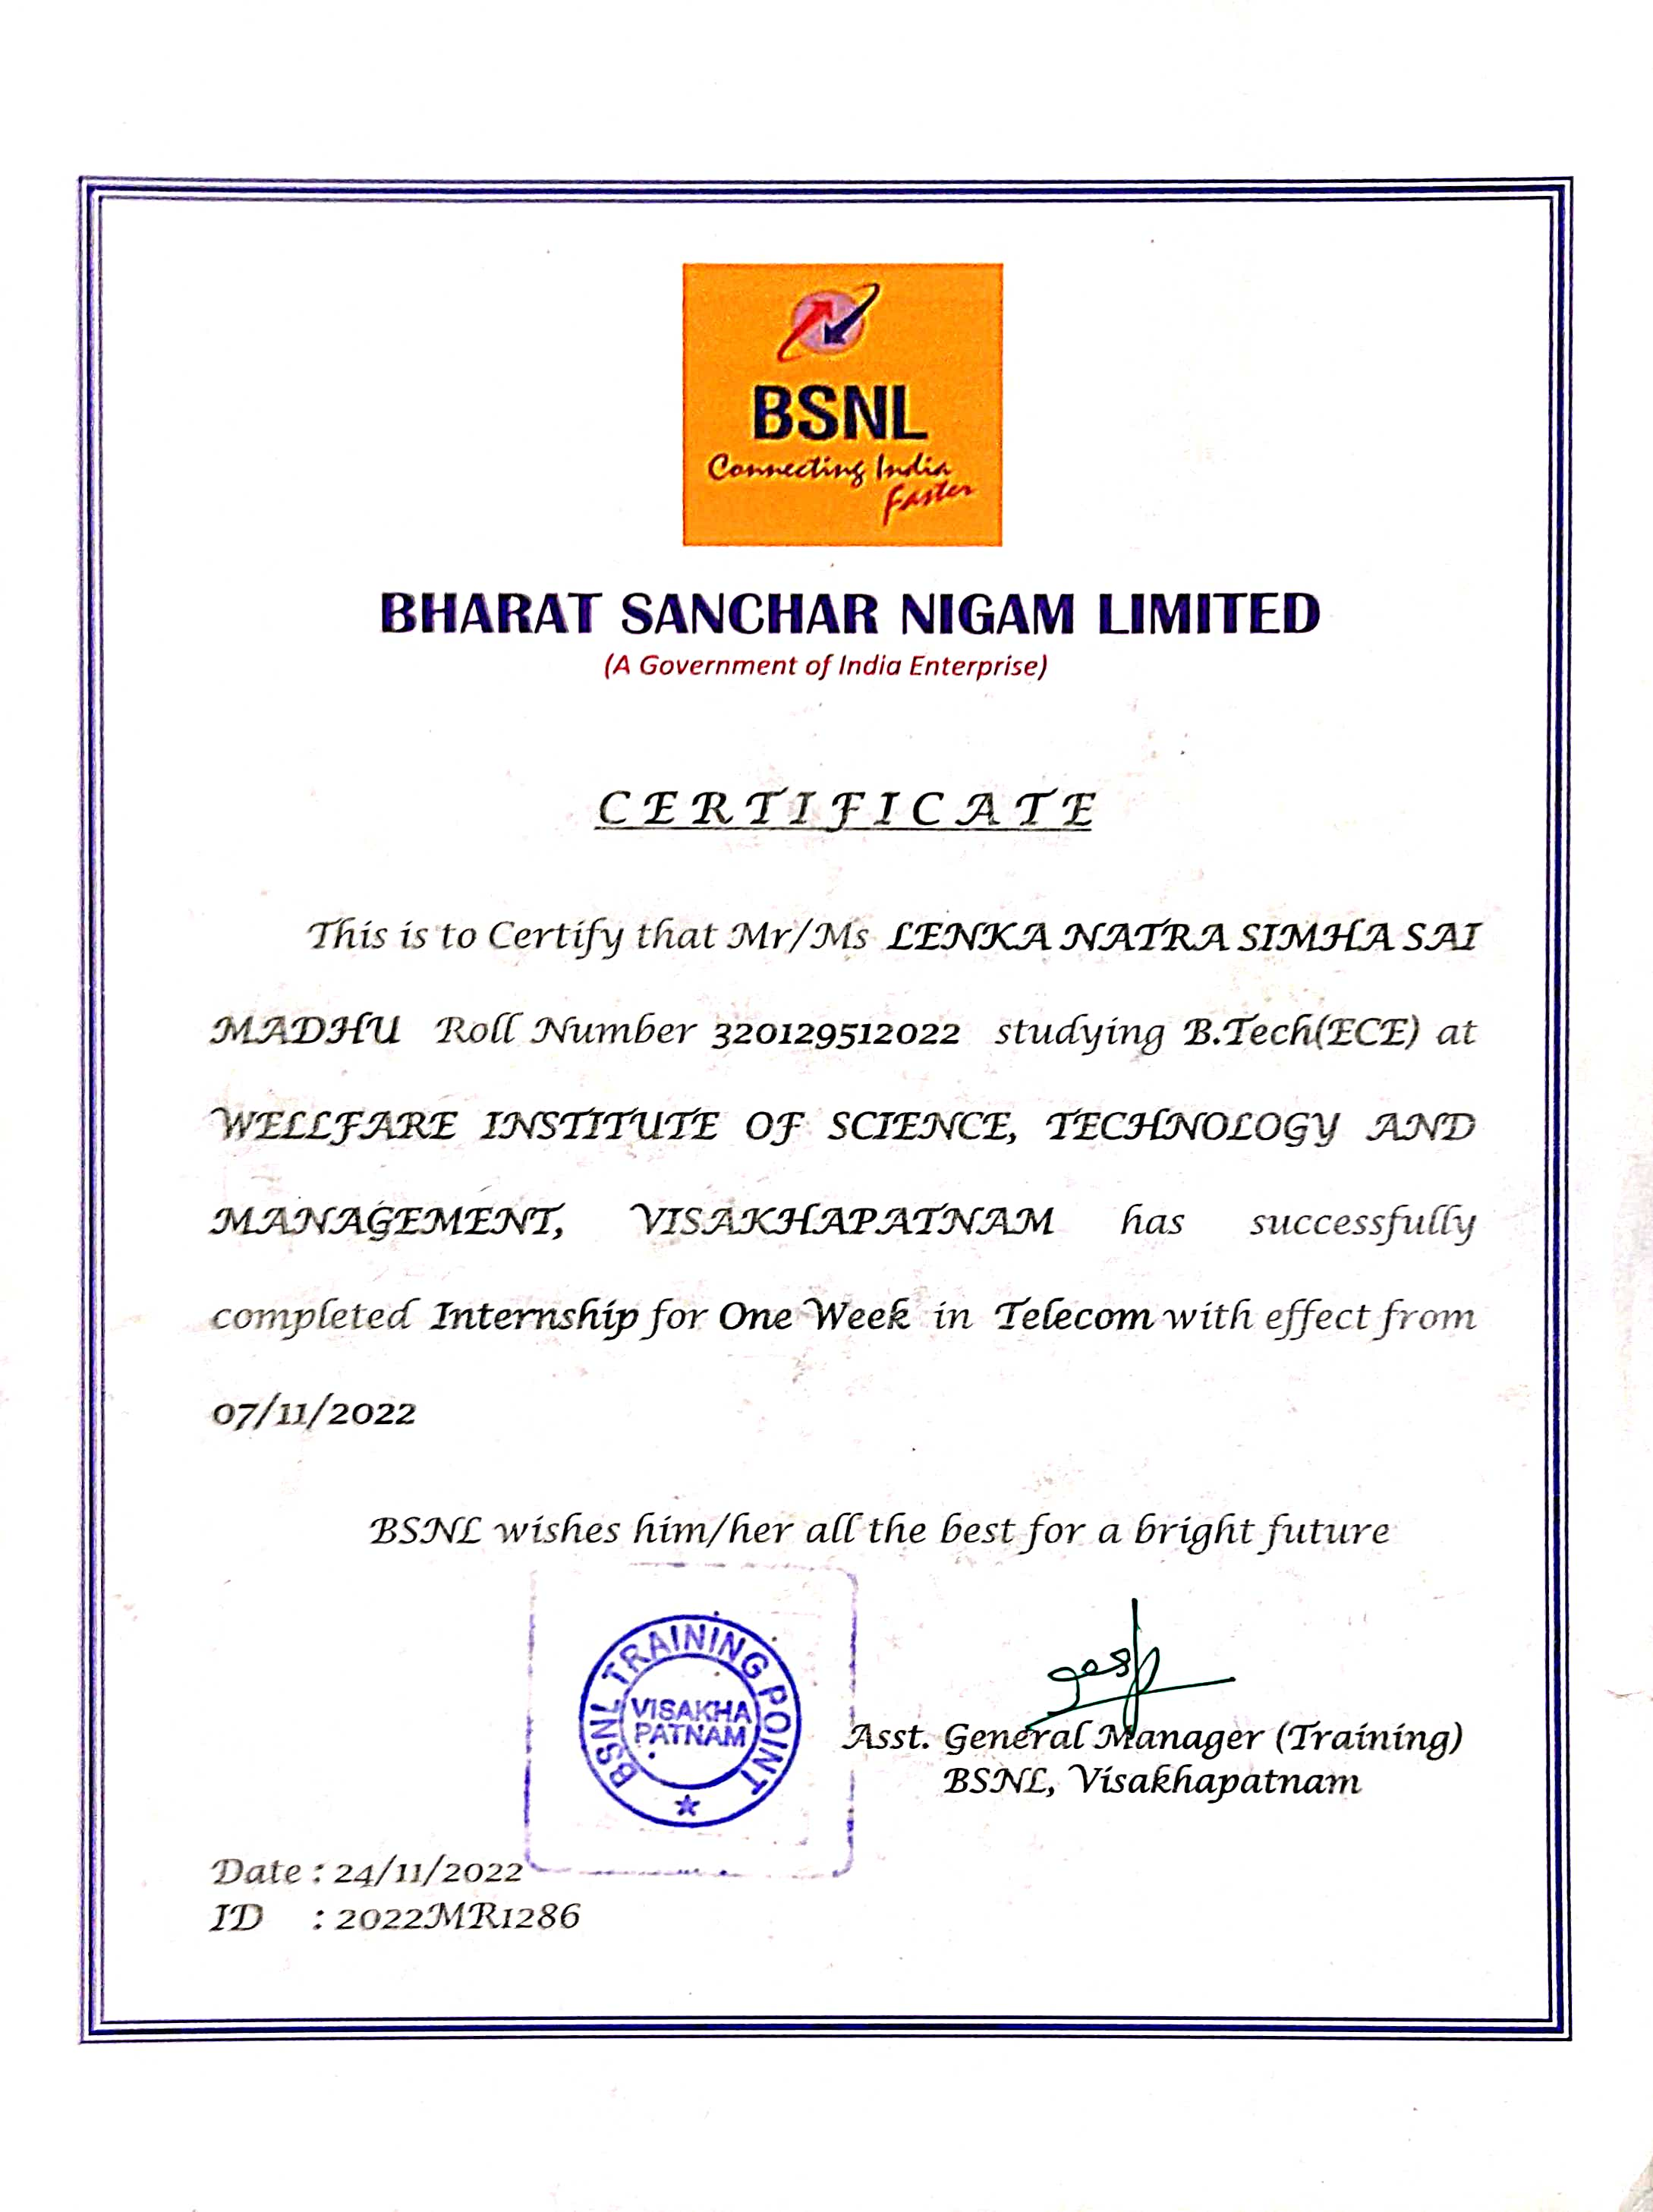 BSNL
Connecting India
Faster
BHARAT SANCHAR NIGAM LIMITED
(A Government of India Enterprise)
CERTIFICATE
This is to Certify that Mr/Ms LENKA NATRA SIMHA SAI
MADHU Roll Number 320129512022 studying B.Tech(ECE) at
WELLFARE INSTITUTE OF SCIENCE, TECHNOLOGY AND
MANAGEMENT, VISAKHAPATNAM has successfully
completed Internship for One Week in Telecom with effect from
07/11/2022
BSNL wishes him/her all the best for a bright future
BSNL TRAINING POINT
VISAKHA
PATNAM
Asst. General Manager (Training)
BSNL, Visakhapatnam
Date : 24/11/2022
ID : 2022MR1286